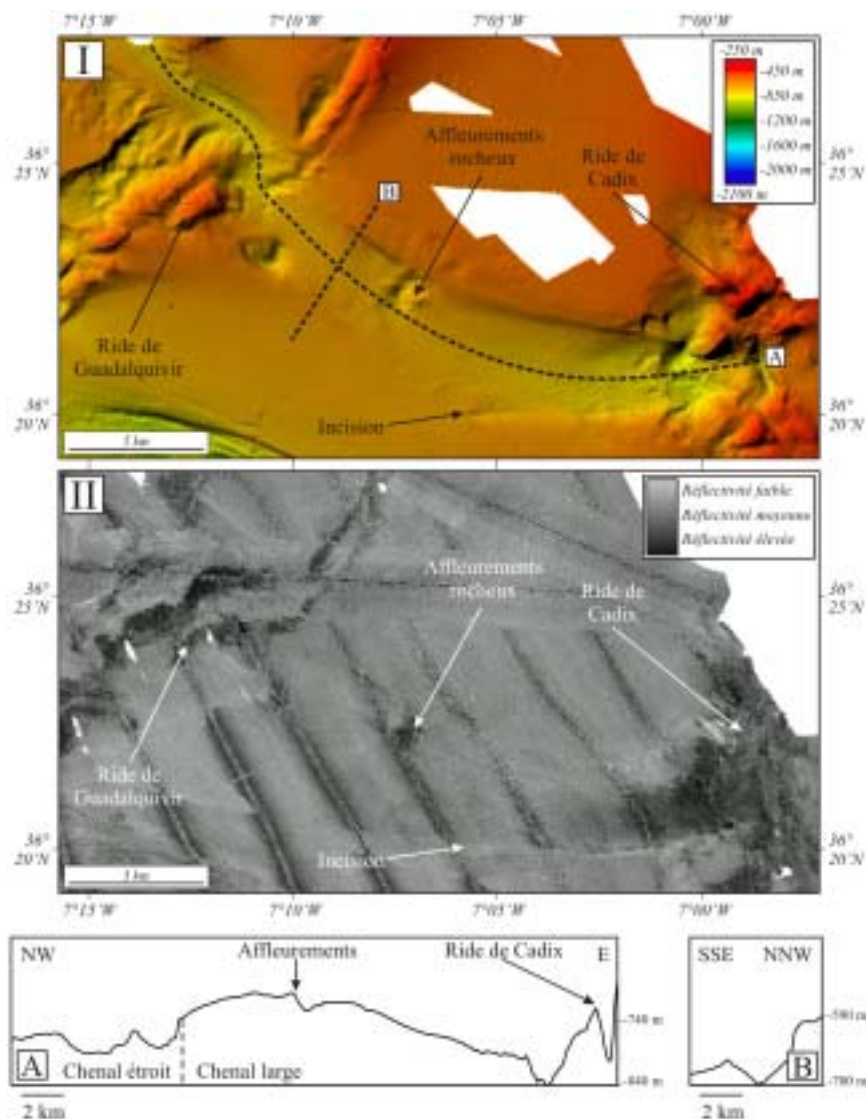 7°15'W
7°10'W
7°05'W
7°00'W
I
-250 m
-450 m
-850 m
-1200 m
-1600 m
-2000 m
-2100 m
36°
25'N
36°
25'N
Affleurements
rocheux
Ride de
Cadix
B
Ride de
Guadalquivir
A
Incision
36°
20'N
36°
20'N
5 km
II
Réflectivité faible
Réflectivité moyenne
Réflectivité élevée
Affleurements
rocheux
Ride de
Cadix
36°
25'N
36°
25'N
Ride de
Guadalquivir
Incision
36°
20'N
36°
20'N
5 km
7°15'W
7°10'W
7°05'W
7°00'W
NW
Affleurements
Ride de Cadix
E
-740 m
A
Chenal étroit
Chenal large
-840 m
2 km
SSE
NNW
B
-700 m
2 km